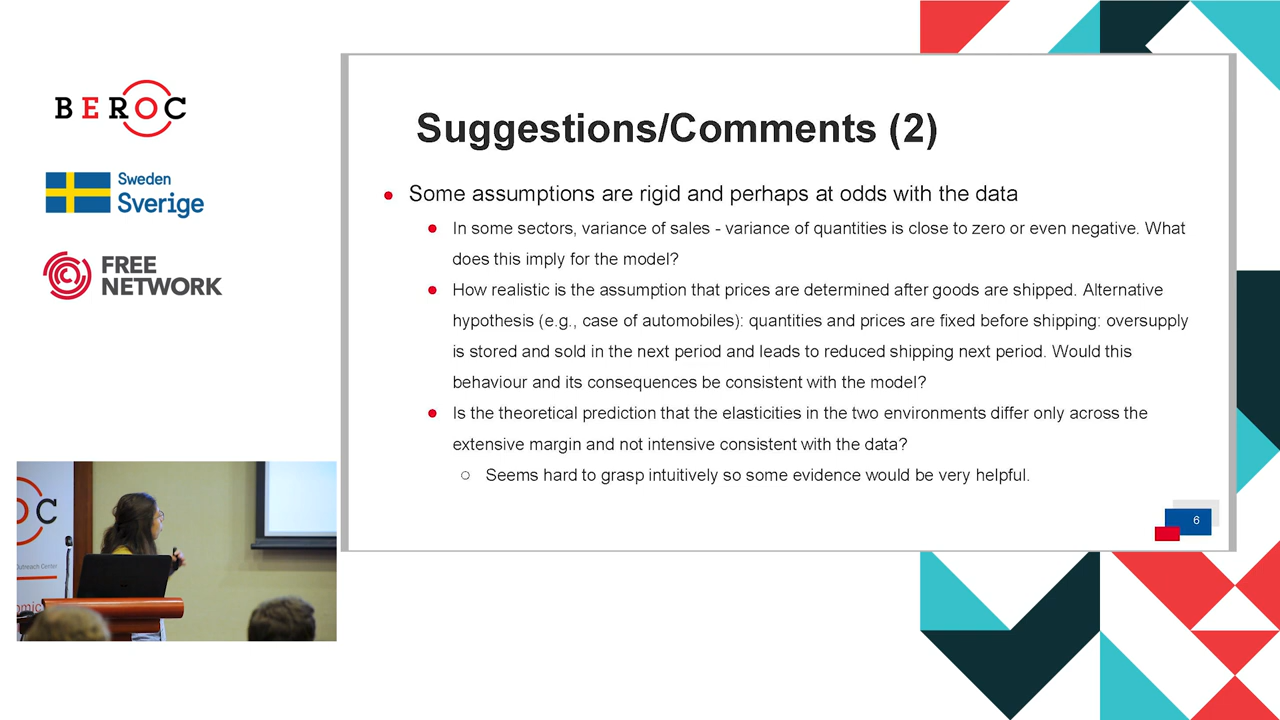 BEROC
Sweden
Sverige
FREE
NETWORK
Suggestions/Comments (2)
Some assumptions are rigid and perhaps at odds with the data
In some sectors, variance of sales - variance of quantities is close to zero or even negative. What
does this imply for the model?
How realistic is the assumption that prices are determined after goods are shipped. Alternative
hypothesis (e.g., case of automobiles): quantities and prices are fixed before shipping: oversupply
is stored and sold in the next period and leads to reduced shipping next period. Would this
behaviour and its consequences be consistent with the model?
Is the theoretical prediction that the elasticities in the two environments differ only across the
extensive margin and not intensive consistent with the data?
Seems hard to grasp intuitively so some evidence would be very helpful.
6
OC
Outreach Center
omic